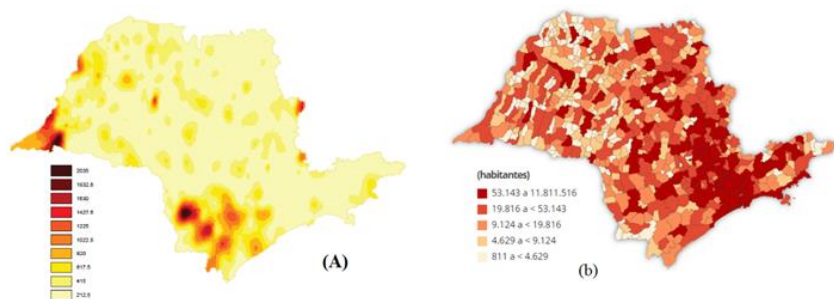 2035
1632.5
1630
1427.5
1225
1022.5
820
617.5
415
212.5
(A)
(habitantes)
53.143 a 11.811.516
19.816 a < 53.143
9.124 a < 19.816
4.629 a < 9.124
811 a < 4.629
(b)